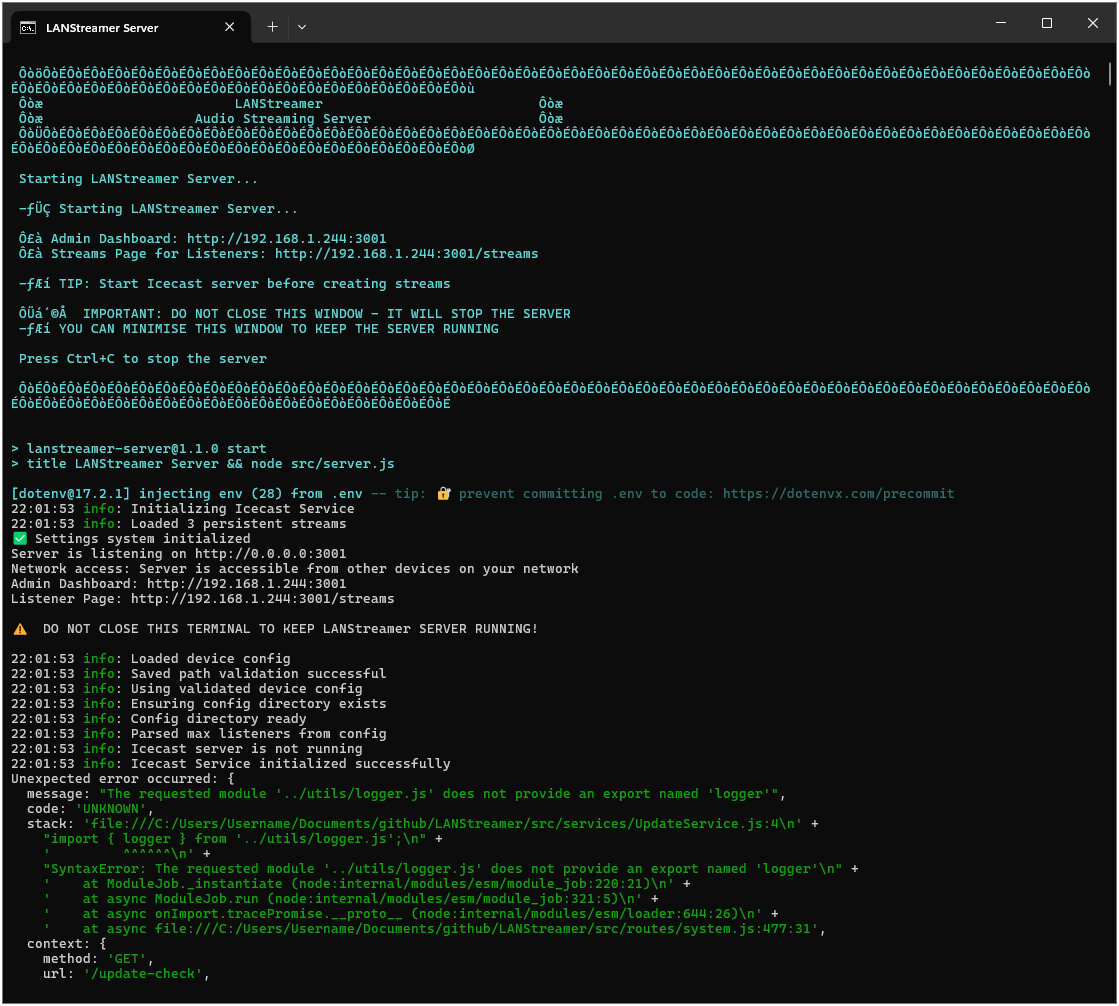 LANStreamer Server
ÔòöÔòÉÔòÉÔòÉÔòÉÔòÉÔòÉÔòÉÔòÉÔòÉÔòÉÔòÉÔòÉÔòÉÔòÉÔòÉÔòÉÔòÉÔòÉÔòÉÔòÉÔòÉÔòÉÔòÉÔòÉÔòÉÔòÉÔòÉÔòÉÔòÉÔòÉÔòÉÔòÉÔòÉÔòÉÔòÉÔòÉÔòÉÔòÉÔòÉÔòÉÔòÉÔòÉÔòÉÔòÉÔò
ÉÔòÉÔòÉÔòÉÔòÉÔòÉÔòÉÔòÉÔòÉÔòÉÔòÉÔòÉÔòÉÔòÉÔòÉÔòÉÔòÉÔòÉÔòÉÔòù
Ôòæ LANStreamer Ôòæ
Ôòæ Audio Streaming Server Ôòæ
ÔòÜÔòÉÔòÉÔòÉÔòÉÔòÉÔòÉÔòÉÔòÉÔòÉÔòÉÔòÉÔòÉÔòÉÔòÉÔòÉÔòÉÔòÉÔòÉÔòÉÔòÉÔòÉÔòÉÔòÉÔòÉÔòÉÔòÉÔòÉÔòÉÔòÉÔòÉÔòÉÔòÉÔòÉÔòÉÔòÉÔòÉÔòÉÔòÉÔòÉÔòÉÔòÉÔòÉÔòÉÔòÉÔò
ÉÔòÉÔòÉÔòÉÔòÉÔòÉÔòÉÔòÉÔòÉÔòÉÔòÉÔòÉÔòÉÔòÉÔòÉÔòÉÔòÉÔòÉÔòÉÔòØ
Starting LANStreamer Server...
-ƒÜÇ Starting LANStreamer Server...
Ô£à Admin Dashboard: http://192.168.1.244:3001
Ô£à Streams Page for Listeners: http://192.168.1.244:3001/streams
-ƒÆí TIP: Start Icecast server before creating streams
ÔÜá´©Å  IMPORTANT: DO NOT CLOSE THIS WINDOW - IT WILL STOP THE SERVER
-ƒÆí YOU CAN MINIMISE THIS WINDOW TO KEEP THE SERVER RUNNING
Press Ctrl+C to stop the server
ÔòÉÔòÉÔòÉÔòÉÔòÉÔòÉÔòÉÔòÉÔòÉÔòÉÔòÉÔòÉÔòÉÔòÉÔòÉÔòÉÔòÉÔòÉÔòÉÔòÉÔòÉÔòÉÔòÉÔòÉÔòÉÔòÉÔòÉÔòÉÔòÉÔòÉÔòÉÔòÉÔòÉÔòÉÔòÉÔòÉÔòÉÔòÉÔòÉÔòÉÔòÉÔòÉÔòÉÔòÉÔòÉÔò
ÉÔòÉÔòÉÔòÉÔòÉÔòÉÔòÉÔòÉÔòÉÔòÉÔòÉÔòÉÔòÉÔòÉÔòÉÔòÉÔòÉÔòÉÔòÉ
> lanstreamer-server@1.1.0 start
> title LANStreamer Server && node src/server.js
[dotenv@17.2.1] injecting env (28) from .env -- tip: 🔐 prevent committing .env to code: https://dotenvx.com/precommit
22:01:53 info: Initializing Icecast Service
22:01:53 info: Loaded 3 persistent streams
✅ Settings system initialized
Server is listening on http://0.0.0.0:3001
Network access: Server is accessible from other devices on your network
Admin Dashboard: http://192.168.1.244:3001
Listener Page: http://192.168.1.244:3001/streams
⚠️  DO NOT CLOSE THIS TERMINAL TO KEEP LANStreamer SERVER RUNNING!
22:01:53 info: Loaded device config
22:01:53 info: Saved path validation successful
22:01:53 info: Using validated device config
22:01:53 info: Ensuring config directory exists
22:01:53 info: Config directory ready
22:01:53 info: Parsed max listeners from config
22:01:53 info: Icecast server is not running
22:01:53 info: Icecast Service initialized successfully
Unexpected error occurred: {
  message: "The requested module '../utils/logger.js' does not provide an export named 'logger'",
  code: 'UNKNOWN',
  stack: 'file:///C:/Users/Username/Documents/github/LANStreamer/src/services/UpdateService.js:4\n' +
    "import { logger } from '../utils/logger.js';\n" +
    '         ^^^^^^\n' +
    "SyntaxError: The requested module '../utils/logger.js' does not provide an export named 'logger'\n" +
    '    at ModuleJob._instantiate (node:internal/modules/esm/module_job:220:21)\n' +
    '    at async ModuleJob.run (node:internal/modules/esm/module_job:321:5)\n' +
    '    at async onImport.tracePromise.__proto__ (node:internal/modules/esm/loader:644:26)\n' +
    '    at async file:///C:/Users/Username/Documents/github/LANStreamer/src/routes/system.js:477:31',
  context: {
    method: 'GET',
    url: '/update-check',